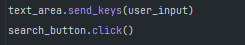 text_area.send_keys(user_input)
search_button.click()